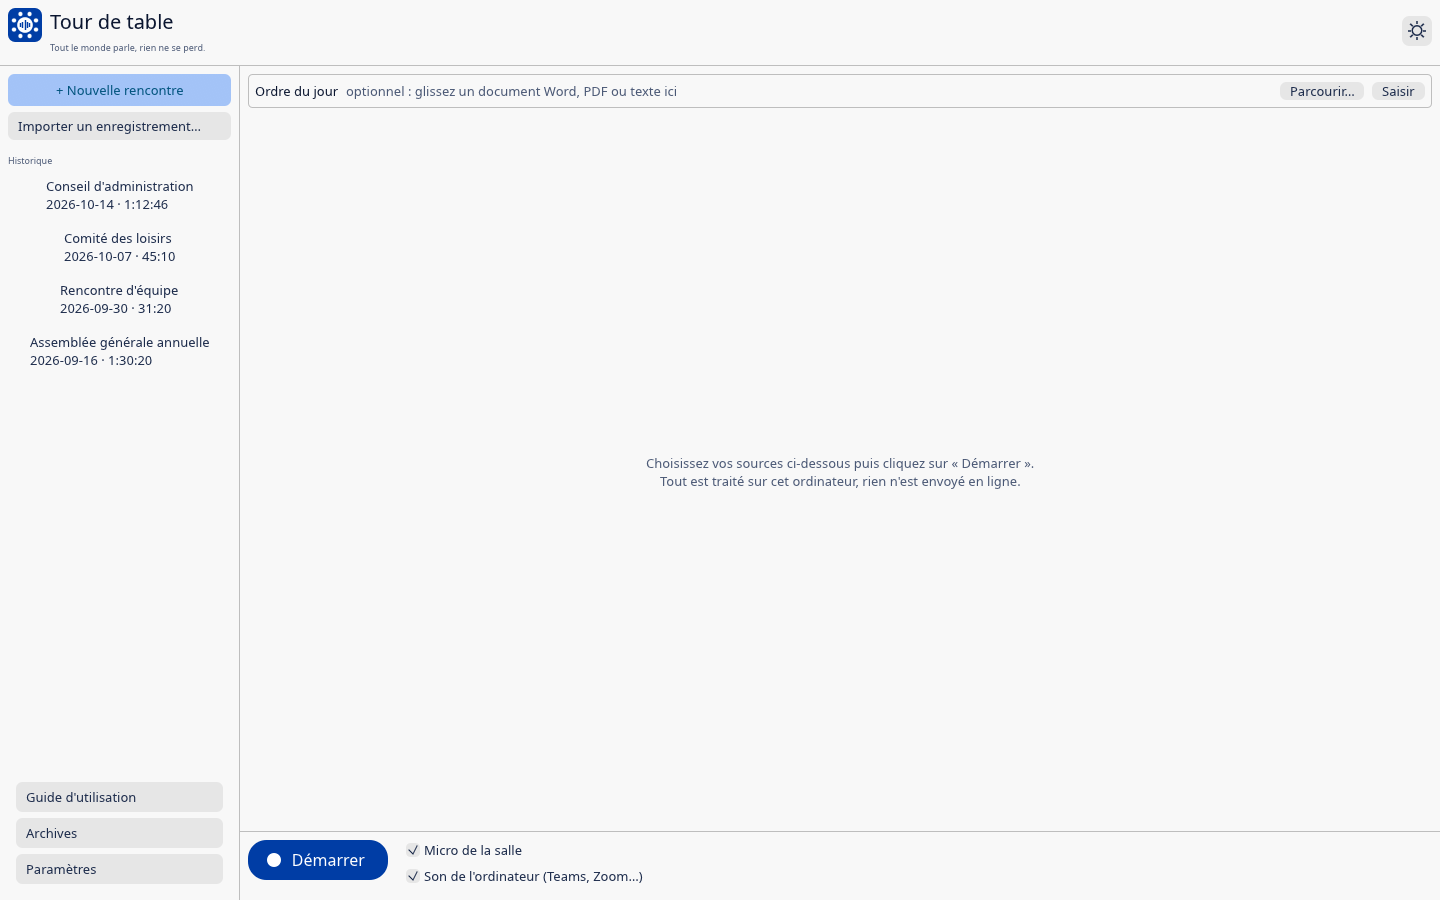 Tour de table
Tout le monde parle, rien ne se perd.
+ Nouvelle rencontre
Importer un enregistrement...
Historique
Conseil d'administration
2026-10-14 · 1:12:46
Comité des loisirs
2026-10-07 · 45:10
Rencontre d'équipe
2026-09-30 · 31:20
Assemblée générale annuelle
2026-09-16 · 1:30:20
Guide d'utilisation
Archives
Paramètres
Ordre du jour optionnel : glissez un document Word, PDF ou texte ici Parcourir... Saisir
Choisissez vos sources ci-dessous puis cliquez sur « Démarrer ».
Tout est traité sur cet ordinateur, rien n'est envoyé en ligne.
Démarrer
Micro de la salle
Son de l'ordinateur (Teams, Zoom...)